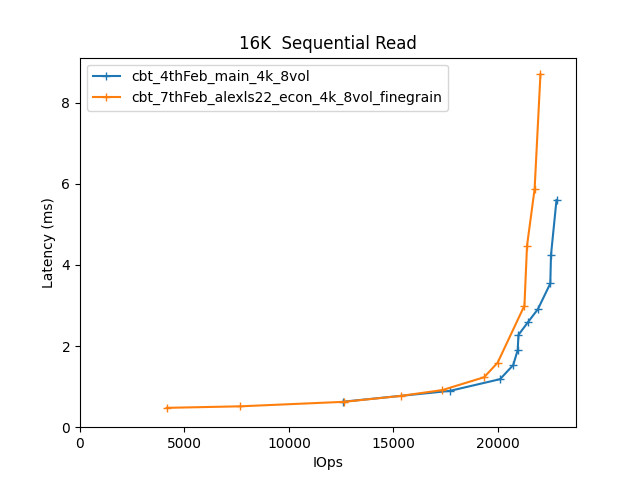 16K  Sequential Read
cbt_4thFeb_main_4k_8vol
cbt_7thFeb_alexls22_econ_4k_8vol_finegrain
Latency (ms)
8
6
4
2
0
0 5000 10000 15000 20000
IOps